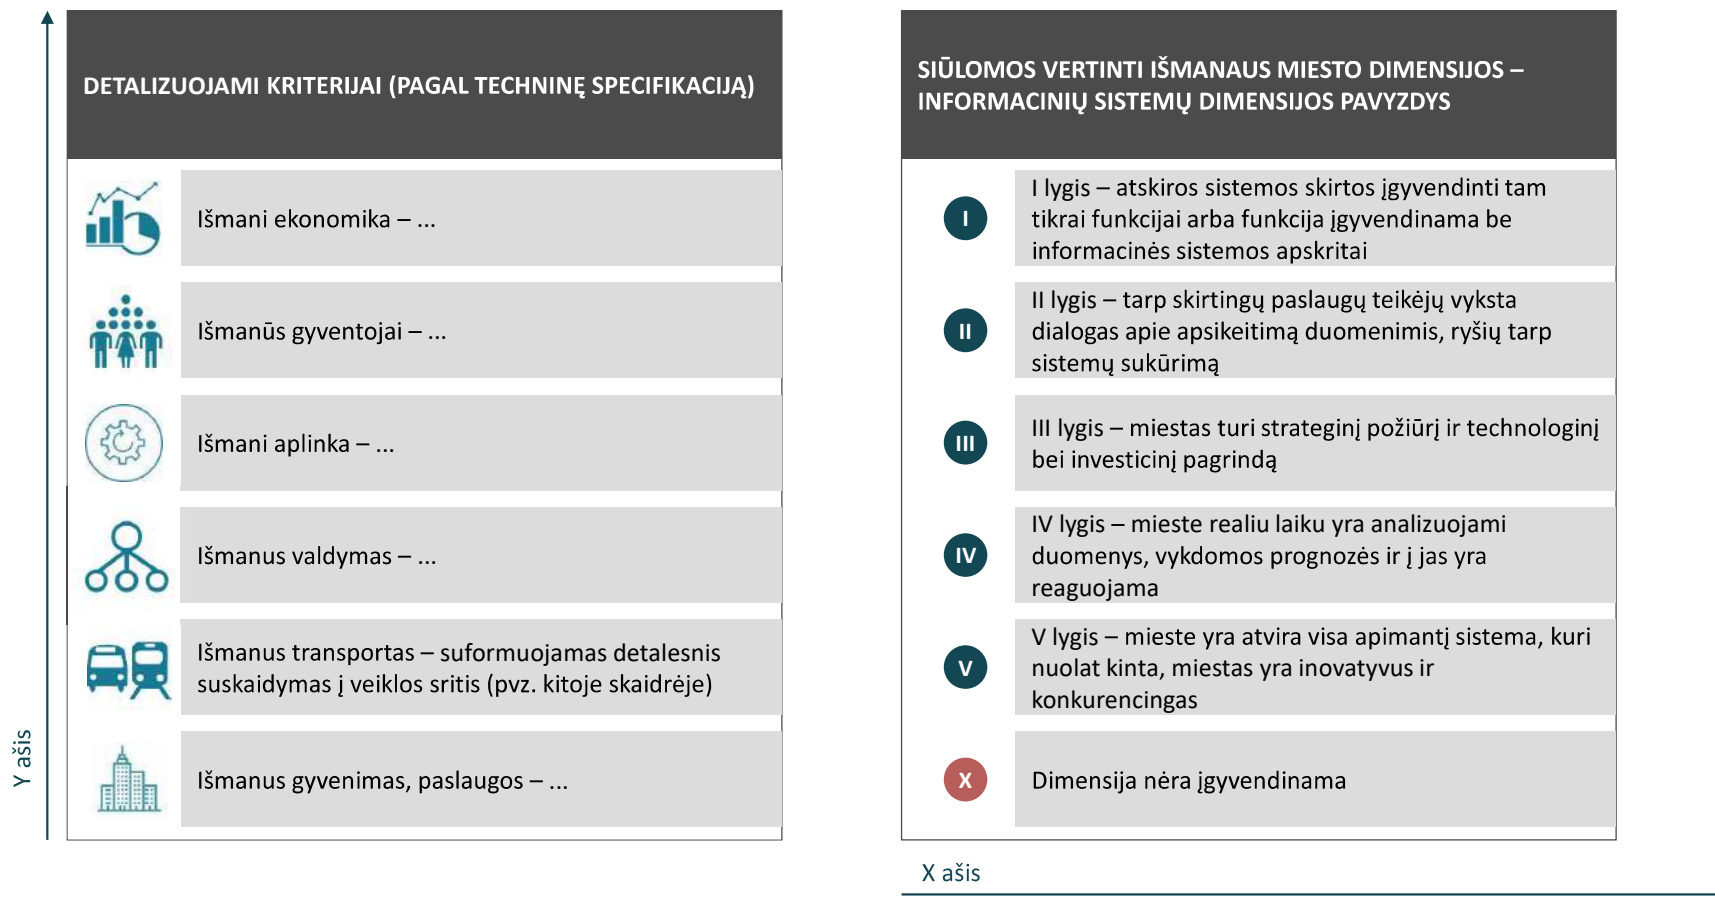 DETALIZUOJAMI KRITERIJAI (PAGAL TECHNINĘ SPECIFIKACIJĄ)
Išmani ekonomika – ...
Išmanūs gyventojai – ...
Išmani aplinka – ...
Išmanus valdymas – ...
Išmanus transportas – suformuojamas detalesnis
suskaidymas į veiklos sritis (pvz. kitoje skaidrėje)
Išmanus gyvenimas, paslaugos – ...
Y ašis
SIŪLOMOS VERTINTI IŠMANAUS MIESTO DIMENSIJOS –
INFORMACINIŲ SISTEMŲ DIMENSIJOS PAVYZDYS
I
I lygis – atskiros sistemos skirtos įgyvendinti tam
tikrai funkcijai arba funkcija įgyvendinama be
informacinės sistemos apskritai
II
II lygis – tarp skirtingų paslaugų teikėjų vyksta
dialogas apie apsikeitimą duomenimis, ryšių tarp
sistemų sukūrimą
III
III lygis – miestas turi strateginį požiūrį ir technologinį
bei investicinį pagrindą
IV
IV lygis – mieste realiu laiku yra analizuojami
duomenys, vykdomos prognozės ir į jas yra
reaguojama
V
V lygis – mieste yra atvira visa apimantį sistema, kuri
nuolat kinta, miestas yra inovatyvus ir
konkurencingas
X
Dimensija nėra įgyvendinama
X ašis